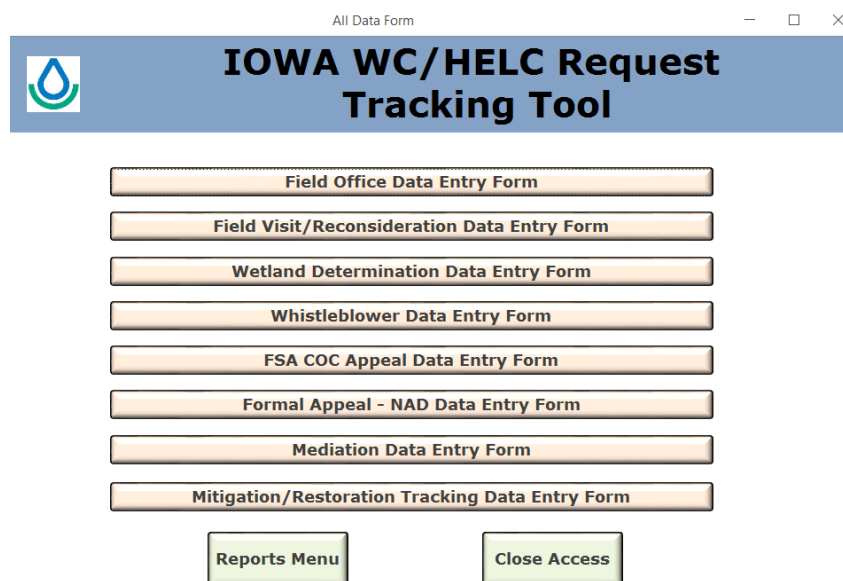 All Data Form
IOWA WC/HELC Request
Tracking Tool
Field Office Data Entry Form
Field Visit/Reconsideration Data Entry Form
Wetland Determination Data Entry Form
Whistleblower Data Entry Form
FSA COC Appeal Data Entry Form
Formal Appeal - NAD Data Entry Form
Mediation Data Entry Form
Mitigation/Restoration Tracking Data Entry Form
Reports Menu
Close Access